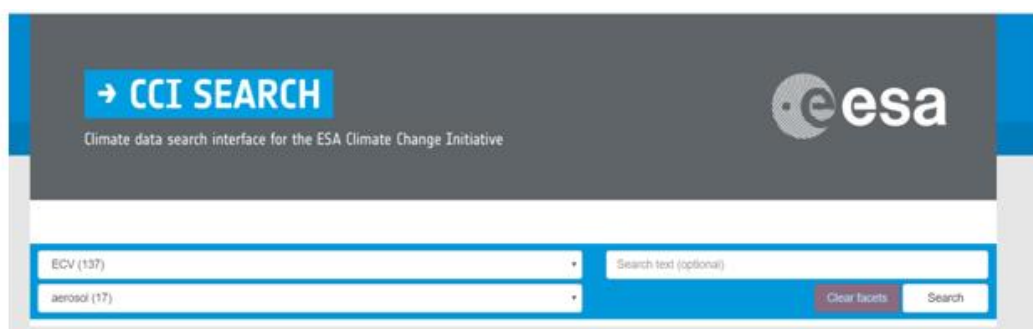 → CCI SEARCH
esa
Climate data search interface for the ESA Climate Change Initiative
ECV (137)
Search text (optional)
aerosol (17)
Clear facets
Search